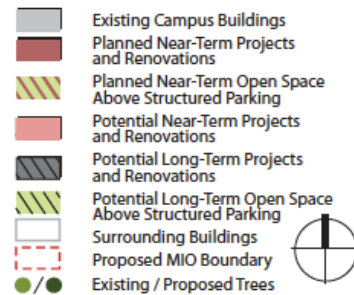 Existing Campus Buildings
Planned Near-Term Projects
and Renovations
Planned Near-Term Open Space
Above Structured Parking
Potential Near-Term Projects
and Renovations
Potential Long-Term Projects
and Renovations
Potential Long-Term Open Space
Above Structured Parking
Surrounding Buildings
Proposed MIO Boundary
/ Existing / Proposed Trees